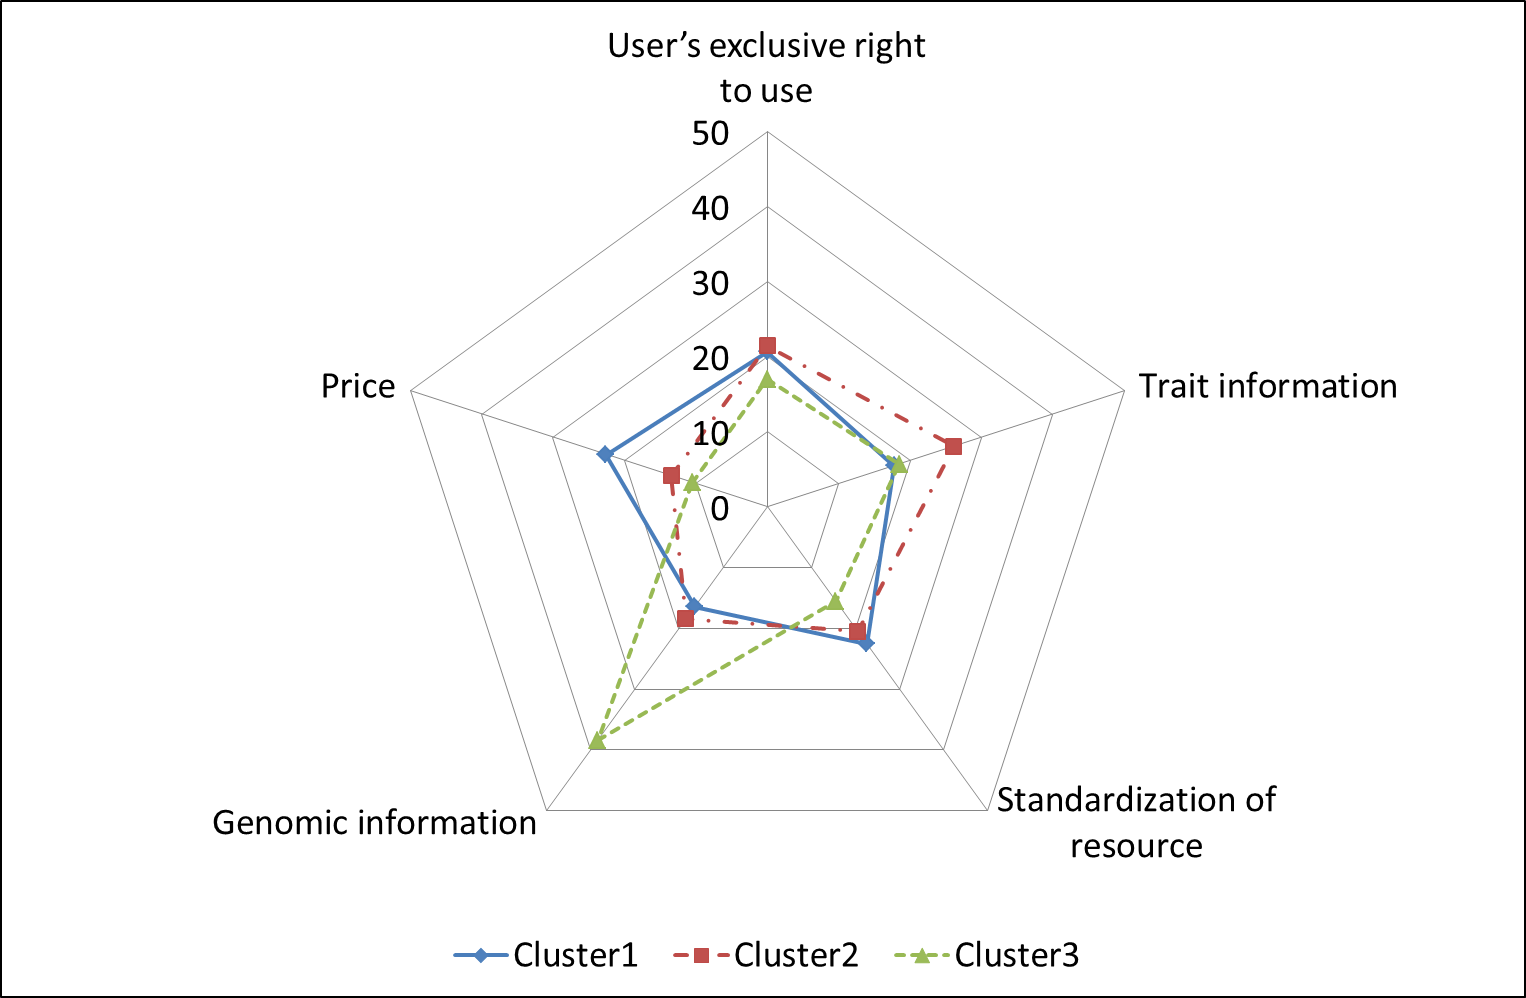 User’s exclusive right
to use
50
40
30
20
10
0
Price
Trait information
Genomic information
Standardization of
resource
Cluster1
Cluster2
Cluster3